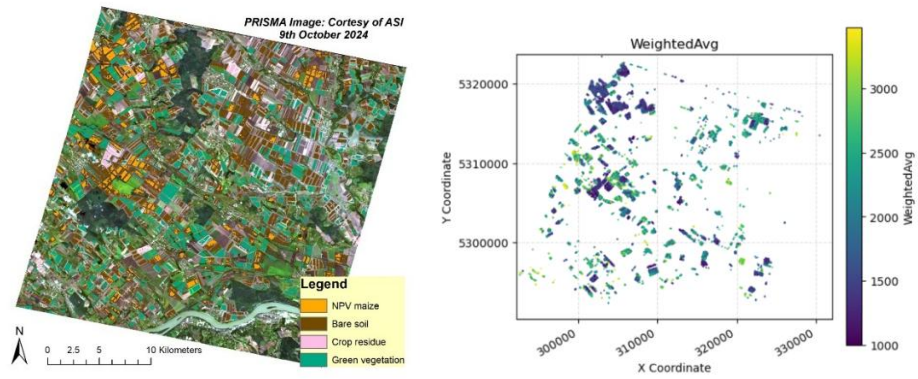 PRISMA Image: Cortesy of ASI
9th October 2024
Legend
NPV maize
Bare soil
Crop residue
Green vegetation
N
0 2.5 5 10 Kilometers
WeightedAvg
5320000
5310000
5300000
Y Coordinate
300000 310000 320000 330000
X Coordinate
3000
2500
2000
1500
1000
WeightedAvg